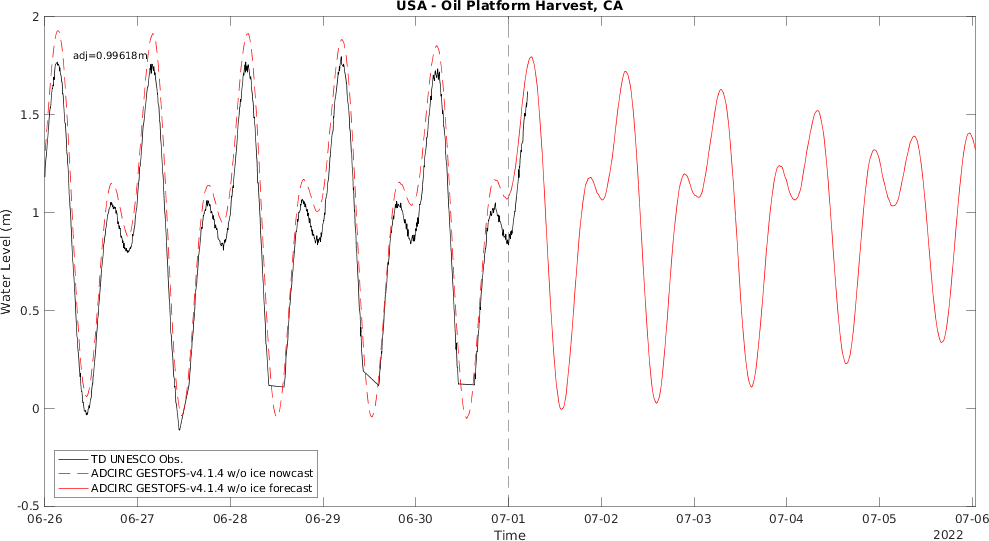 USA - Oil Platform Harvest, CA
adj=0.99618m
2
1.5
1
0.5
0
-0.5
Water Level (m)
TD UNESCO Obs.
ADCIRC GESTOFS-v4.1.4 w/o ice nowcast
ADCIRC GESTOFS-v4.1.4 w/o ice forecast
06-26 06-27 06-28 06-29 06-30 07-01 07-02 07-03 07-04 07-05 07-06
Time
2022